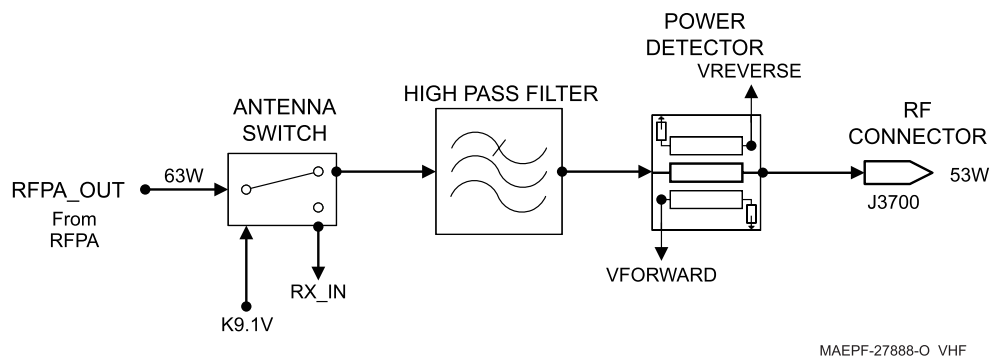 POWER
DETECTOR
VREVERSE
HIGH PASS FILTER
ANTENNA
SWITCH
RF
CONNECTOR
63W
RFPA_OUT
53W
From
RFPA
J3700
VFORWARD
RX_IN
K9.1V
MAEPF-27888-O VHF